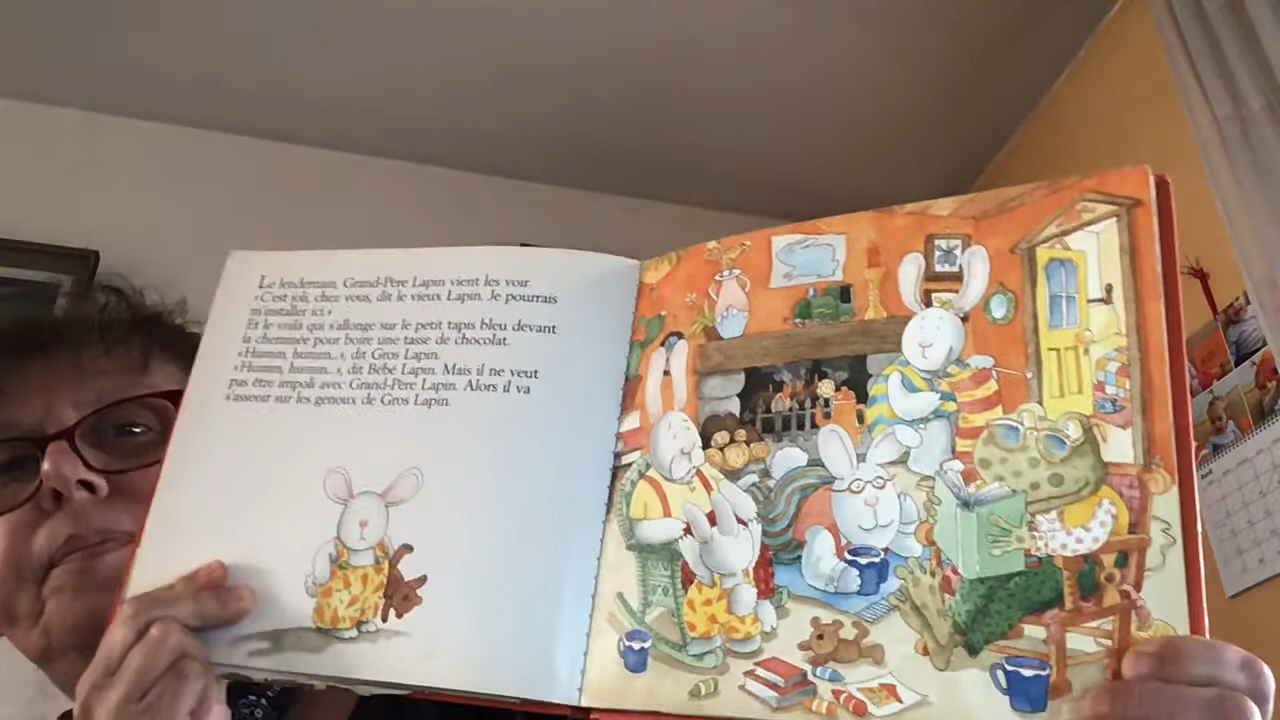 Le lendemain, Grand-Père Lapin vient les voir.
« C'est joli, chez vous, dit le vieux Lapin. Je pourrais
m'installer ici. »
Et le voilà qui s'allonge sur le petit tapis bleu devant
la cheminée pour boire une tasse de chocolat.
« Humm, humm... », dit Gros Lapin.
« Humm, humm... », dit Bébé Lapin. Mais il ne veut
pas être impoli avec Grand-Père Lapin. Alors il va
s'asseoir sur les genoux de Gros Lapin.